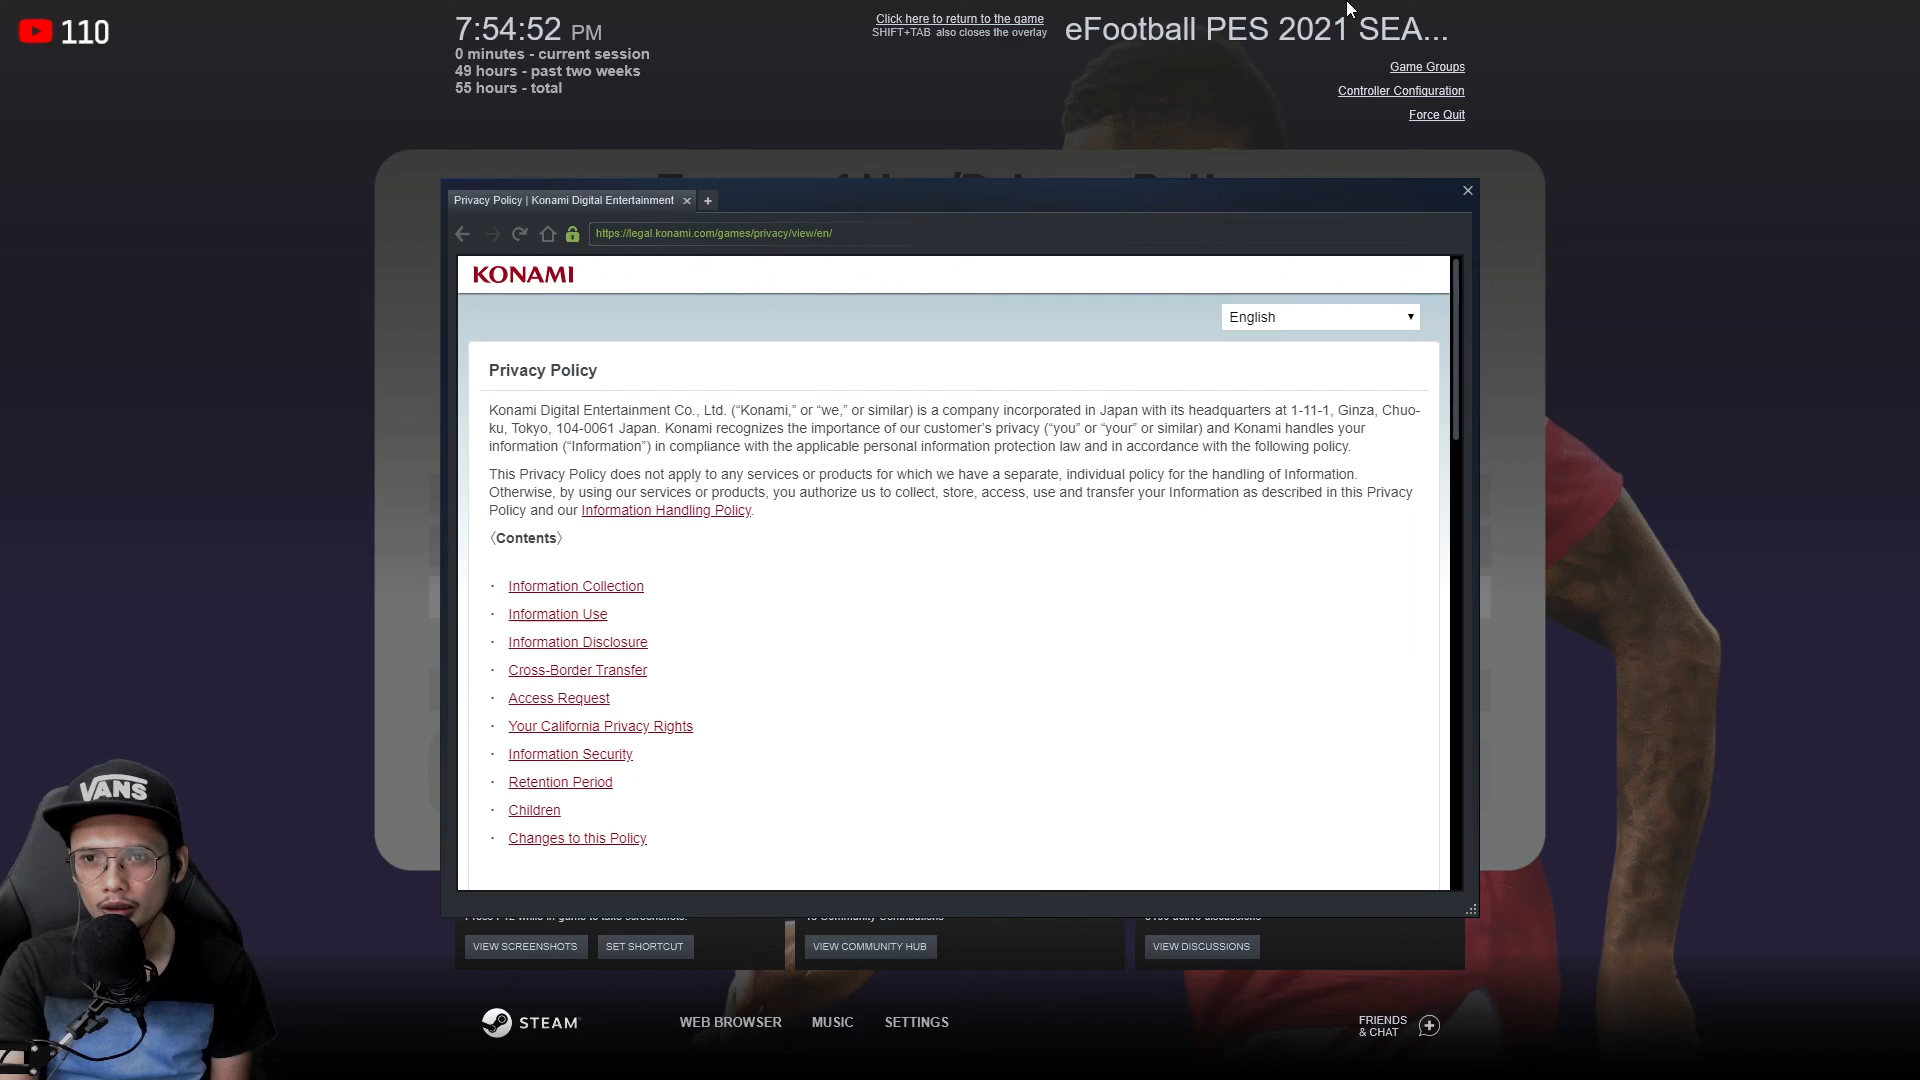 110
7:54:52 PM
0 minutes - current session
49 hours - past two weeks
55 hours - total
Click here to return to the game
SHIFT+TAB also closes the overlay
eFootball PES 2021 SEA...
Game Groups
Controller Configuration
Force Quit
Privacy Policy | Konami Digital Entertainment
https://legal.konami.com/games/privacy/view/en/
KONAMI
English
Privacy Policy
Konami Digital Entertainment Co., Ltd. (“Konami,” or “we,” or similar) is a company incorporated in Japan with its headquarters at 1-11-1, Ginza, Chuo-
ku, Tokyo, 104-0061 Japan. Konami recognizes the importance of our customer’s privacy (“you” or “your” or similar) and Konami handles your
information (“Information”) in compliance with the applicable personal information protection law and in accordance with the following policy.
This Privacy Policy does not apply to any services or products for which we have a separate, individual policy for the handling of Information.
Otherwise, by using our services or products, you authorize us to collect, store, access, use and transfer your Information as described in this Privacy
Policy and our Information Handling Policy.
〈Contents〉
· Information Collection
· Information Use
· Information Disclosure
· Cross-Border Transfer
· Access Request
· Your California Privacy Rights
· Information Security
· Retention Period
· Children
· Changes to this Policy
VIEW SCREENSHOTS
SET SHORTCUT
VIEW COMMUNITY HUB
VIEW DISCUSSIONS
VANS
STEAM
WEB BROWSER
MUSIC
SETTINGS
FRIENDS
& CHAT